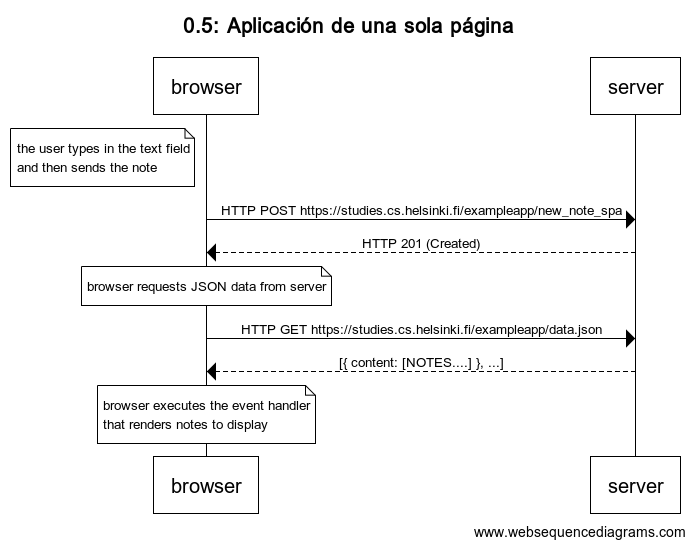 0.5: Aplicación de una sola página
browser
server
the user types in the text field
and then sends the note
HTTP POST https://studies.cs.helsinki.fi/exampleapp/new_note_spa
HTTP 201 (Created)
browser requests JSON data from server
HTTP GET https://studies.cs.helsinki.fi/exampleapp/data.json
[{ content: [NOTES....] }, ...]
browser executes the event handler
that renders notes to display
browser
server
www.websequencediagrams.com